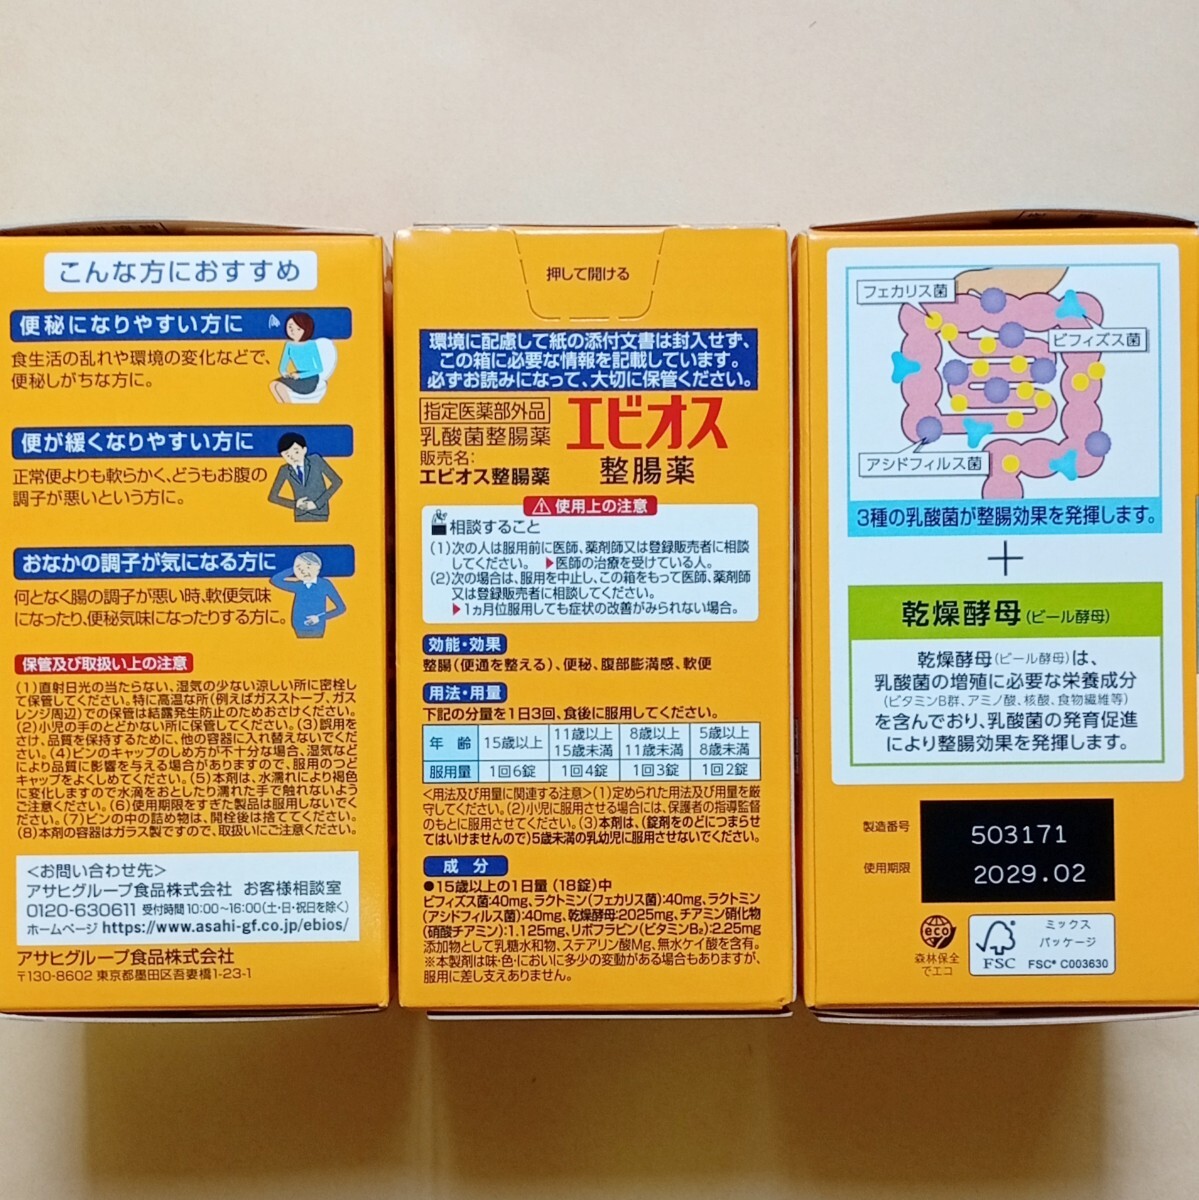 こんな方におすすめ
便秘になりやすい方に
食生活の乱れや環境の変化などで、
便秘しがちな方に。
便が緩くなりやすい方に
正常便よりも軟らかく、どうもお腹の
調子が悪いという方に。
おなかの調子が気になる方に
何となく腸の調子が悪い時、軟便気味
になったり、便秘気味になったりする方に。
保管及び取扱い上の注意
(1)直射日光の当たらない、湿気の少ない涼しい所に密栓
して保管してください。特に高温な所(例えばガスストーブ、ガス
レンジ周辺)での保管は結露発生防止のためおさけください。
(2)小児の手のとどかない所に保管してください。(3)誤用を
さけ、品質を保持するために、他の容器に入れ替えないでくだ
さい。(4)ビンのキャップのしめ方が不十分な場合、湿気など
により品質に影響を与える場合がありますので、服用のつど
キャップをよくしめてください。(5)本剤は、水濡れにより褐色
に変化しますので水滴をおとしたり濡れた手で触れないよう
ご注意ください。(6)使用期限をすぎた製品は服用しないでく
ださい。(7)ビンの中の詰め物は、開栓後は捨ててください。
(8)本剤の容器はガラス製ですので、取扱いにご注意ください。
<お問い合わせ先>
アサヒグループ食品株式会社 お客様相談室
0120-630611 受付時間 10:00~16:00(土・日・祝日を除く)
ホームページ https://www.asahi-gf.co.jp/ebios/
アサヒグループ食品株式会社
〒130-8602 東京都墨田区吾妻橋1-23-1
押して開ける
環境に配慮して紙の添付文書は封入せず、
この箱に必要な情報を記載しています。
必ずお読みになって、大切に保管ください。
指定医薬部外品
乳酸菌整腸薬
販売名:
エビオス整腸薬
エビオス
整腸薬
使用上の注意
相談すること
(1)次の人は服用前に医師、薬剤師又は登録販売者に相談
してください。 ▶医師の治療を受けている人。
(2)次の場合は、服用を中止し、この箱をもって医師、薬剤師
又は登録販売者に相談してください。
▶1ヵ月位服用しても症状の改善がみられない場合。
効能・効果
整腸(便通を整える)、便秘、腹部膨満感、軟便
用法・用量
下記の分量を1日3回、食後に服用してください。
年 齢 15歳以上 11歳以上15歳未満 8歳以上11歳未満 5歳以上8歳未満
服用量 1回6錠 1回4錠 1回3錠 1回2錠
<用法及び用量に関連する注意>(1)定められた用法及び用量を厳
守してください。(2)小児に服用させる場合には、保護者の指導監督
のもとに服用させてください。(3)本剤は、(錠剤をのどにつまらせ
てはいけませんので)5歳未満の乳幼児に服用させないでください。
成 分
●15歳以上の1日量(18錠)中
ビフィズス菌:40mg、ラクトミン(フェカリス菌):40mg、ラクトミン
(アシドフィルス菌):40mg、乾燥酵母:2025mg、チアミン硝化物
(硝酸チアミン):1.125mg、リボフラビン(ビタミンB₂):2.25mg
添加物として乳糖水和物、ステアリン酸Mg、無水ケイ酸を含有。
※本製剤は味・色・においに多少の変動がある場合もありますが、
服用に差し支えありません。
フェカリス菌
ビフィズス菌
アシドフィルス菌
3種の乳酸菌が整腸効果を発揮します。
+
乾燥酵母(ビール酵母)
乾燥酵母(ビール酵母)は、
乳酸菌の増殖に必要な栄養成分
(ビタミンB群、アミノ酸、核酸、食物繊維等)
を含んでおり、乳酸菌の発育促進
により整腸効果を発揮します。
製造番号 503171
使用期限 2029.02
eco
森林保全
でエコ
FSC
ミックス
パッケージ
FSC® C003630